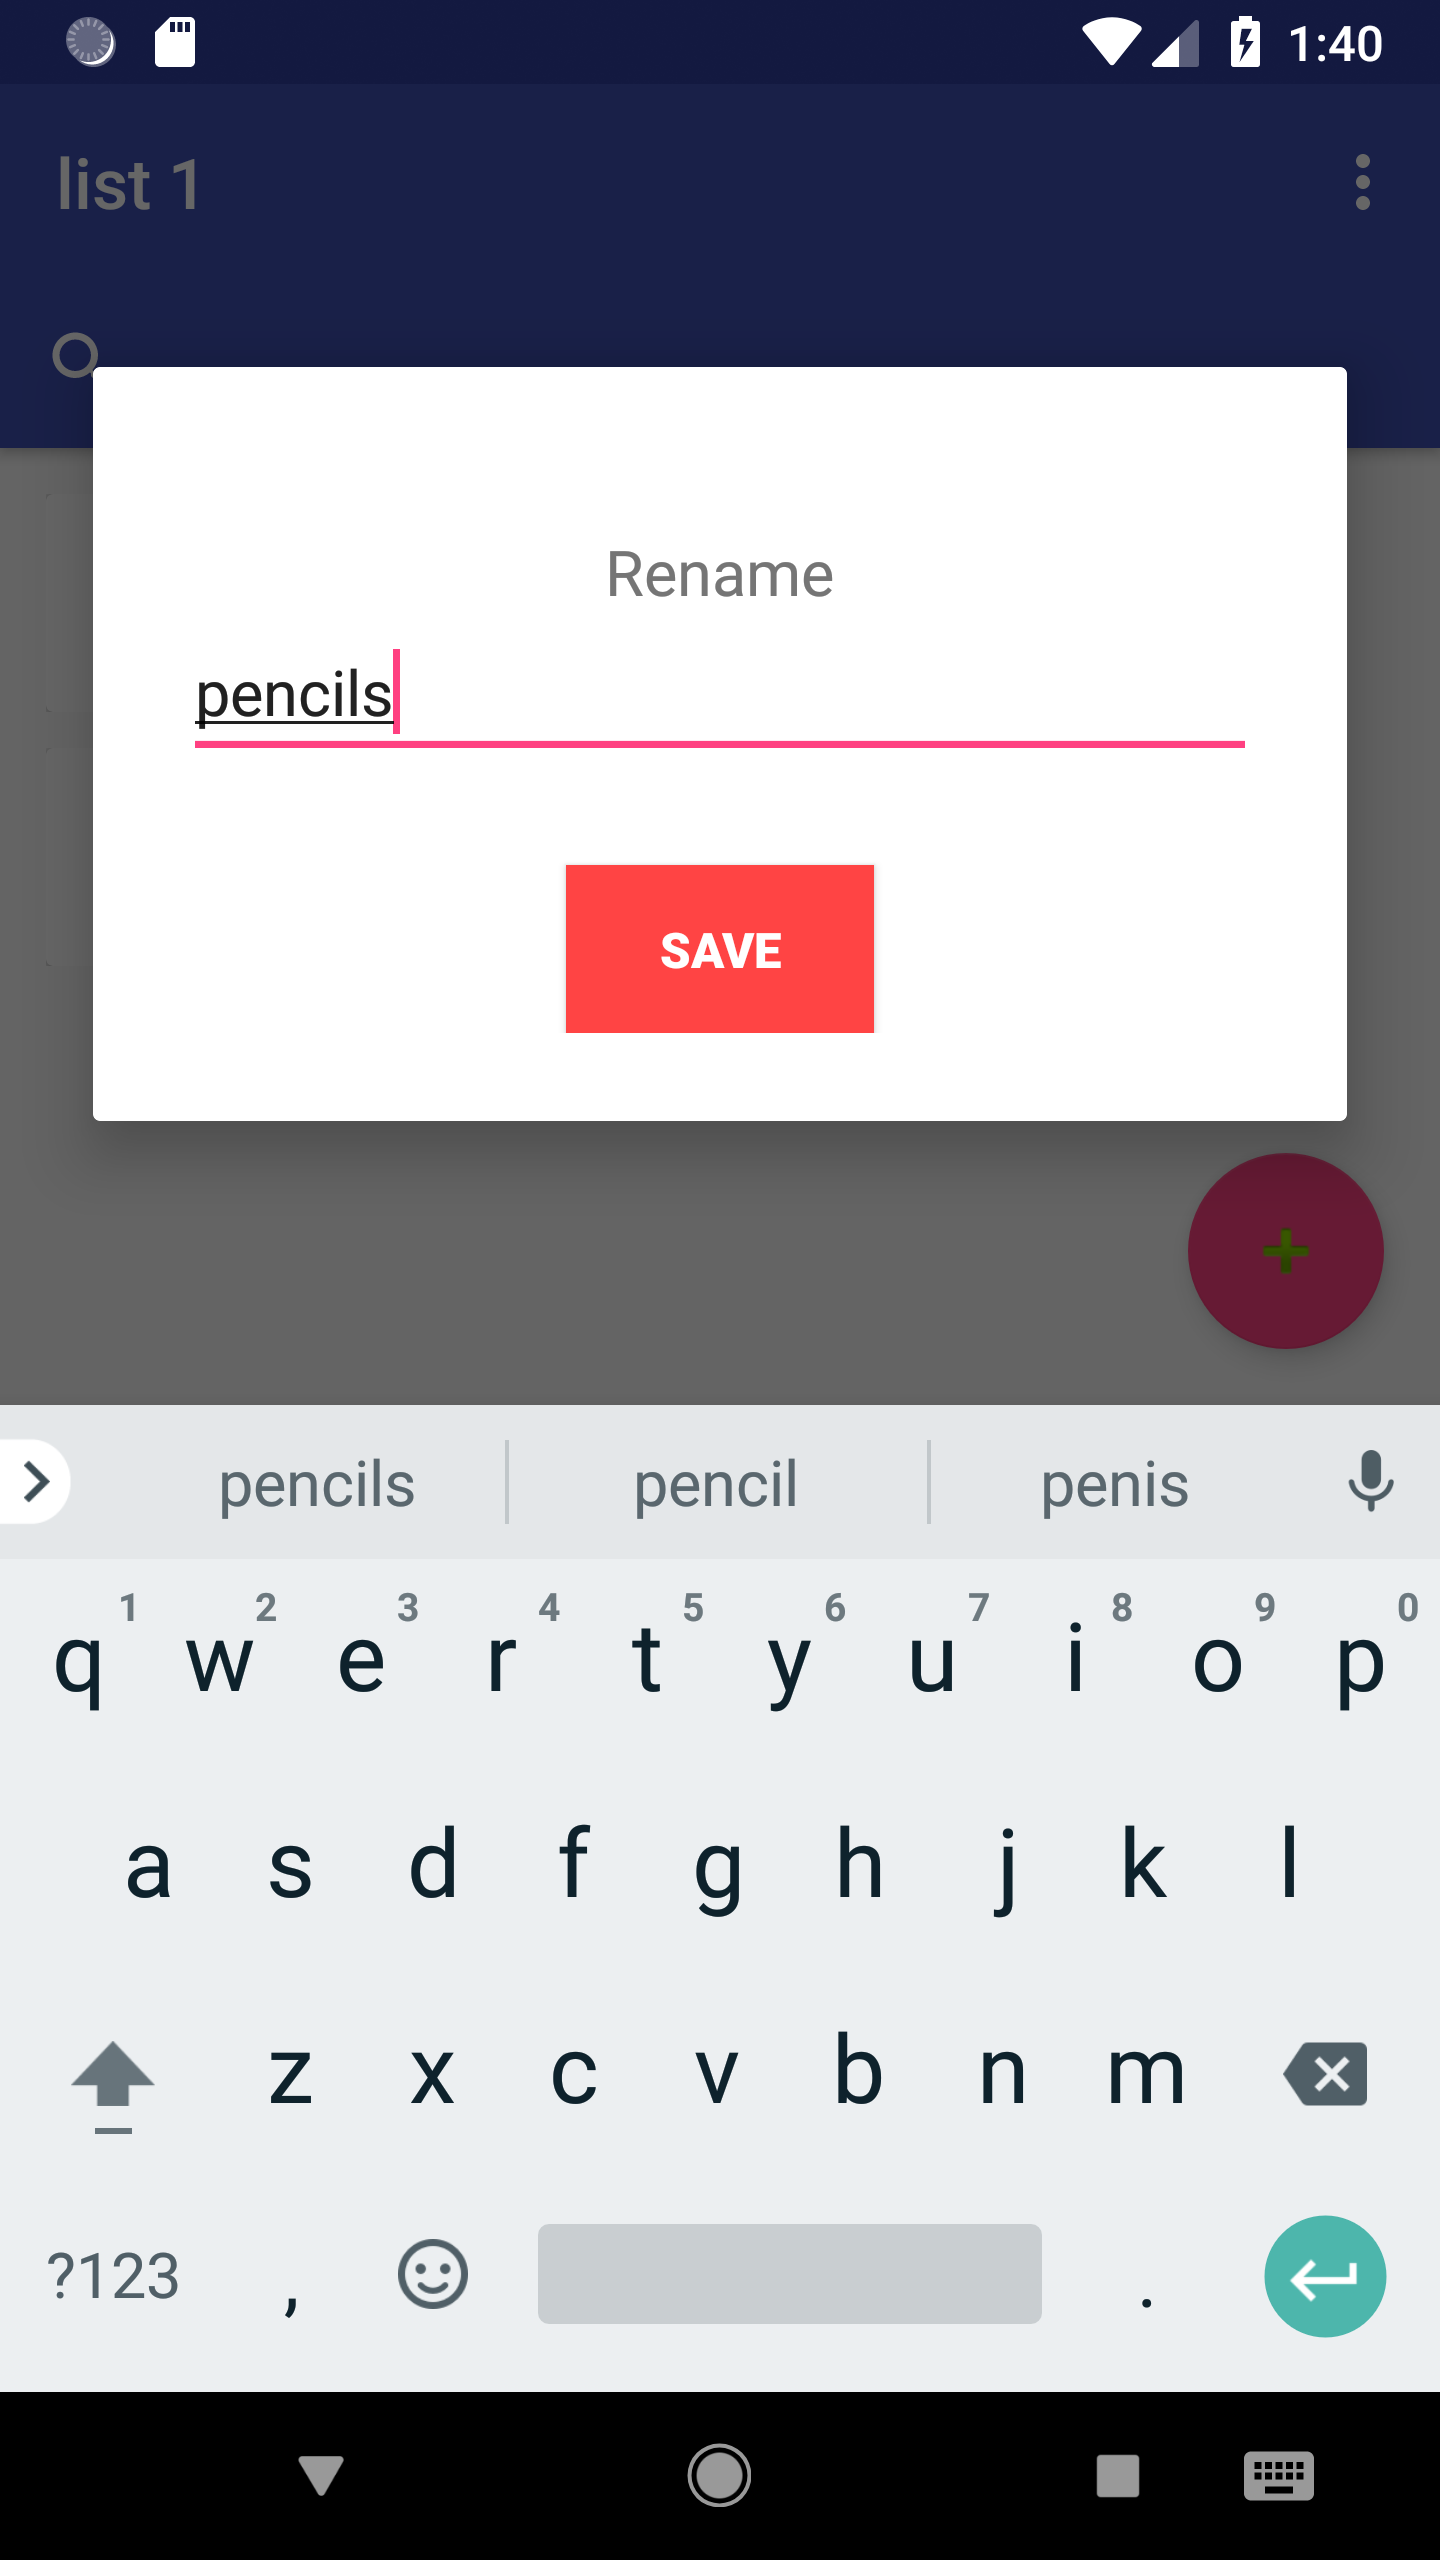 1:40
list 1
Rename
pencils
SAVE
pencils pencil penis
1 2 3 4 5 6 7 8 9 0
q w e r t y u i o p
a s d f g h j k l
z x c v b n m
?123 , .